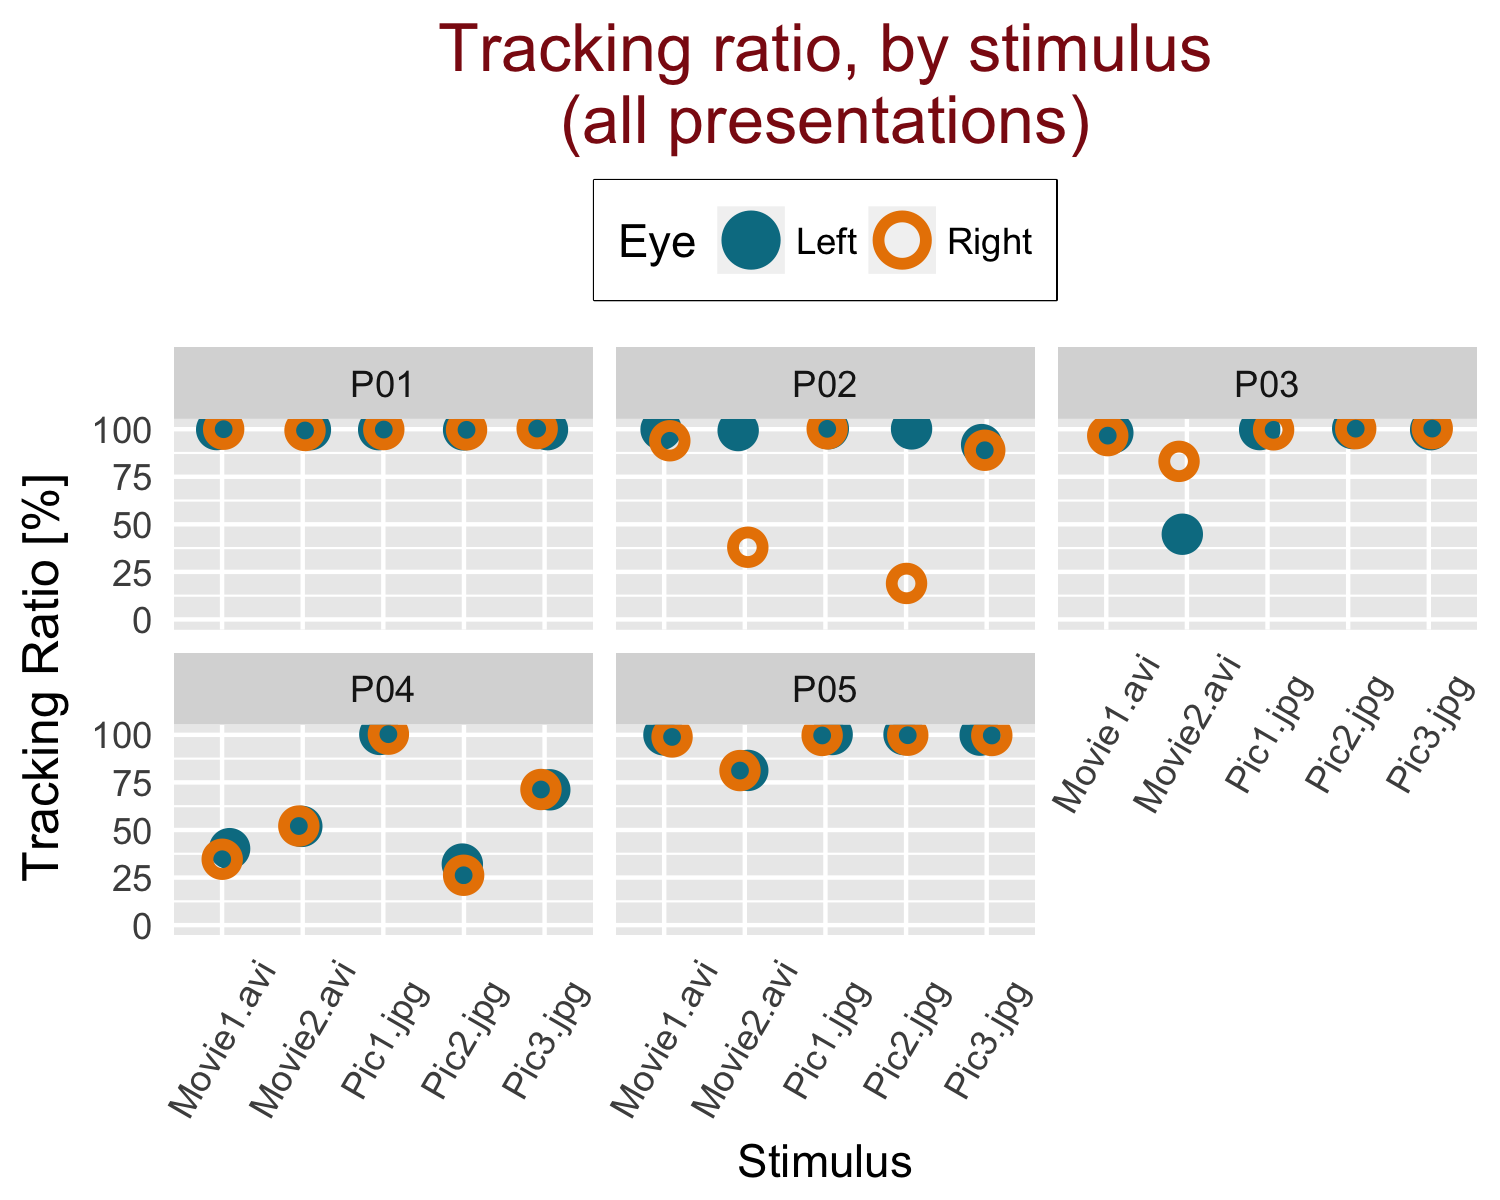 Tracking ratio, by stimulus
(all presentations)
Eye Left Right
P01 P02 P03
100
75
50
25
0
Movie1.avi Movie2.avi Pic1.jpg Pic2.jpg Pic3.jpg
P04 P05
100
75
50
25
0
Movie1.avi Movie2.avi Pic1.jpg Pic2.jpg Pic3.jpg Movie1.avi Movie2.avi Pic1.jpg Pic2.jpg Pic3.jpg
Tracking Ratio [%]
Stimulus